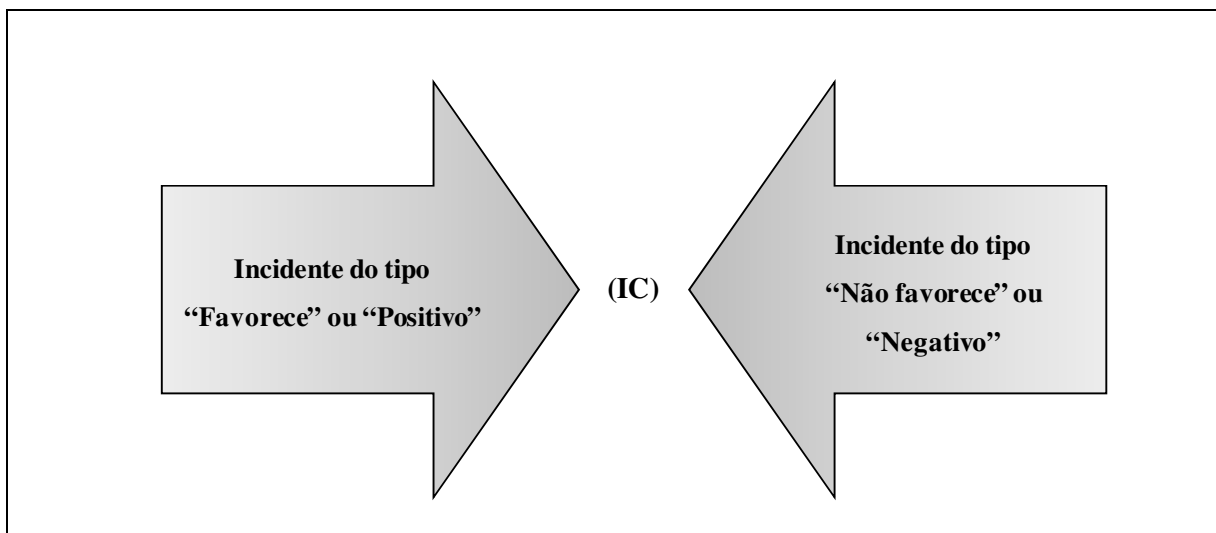 Incidente do tipo
“Favorece” ou “Positivo”
(IC)
Incidente do tipo
“Não favorece” ou
“Negativo”